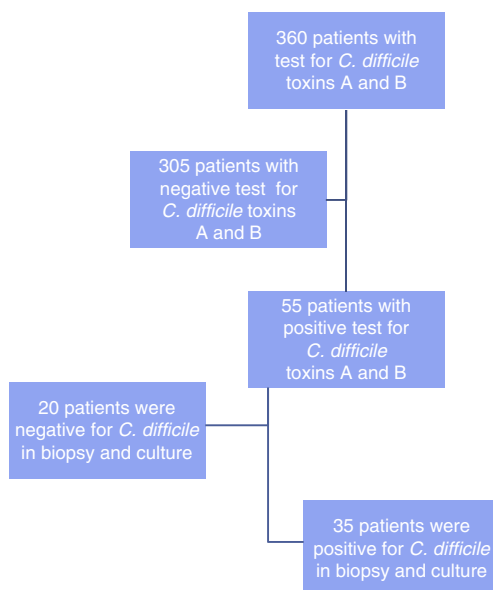 360 patients with
test for C. difficile
toxins A and B
305 patients with
negative test for
C. difficile toxins
A and B
55 patients with
positive test for
C. difficile
toxins A and B
20 patients were
negative for C. difficile
in biopsy and culture
35 patients were
positive for C. difficile
in biopsy and culture